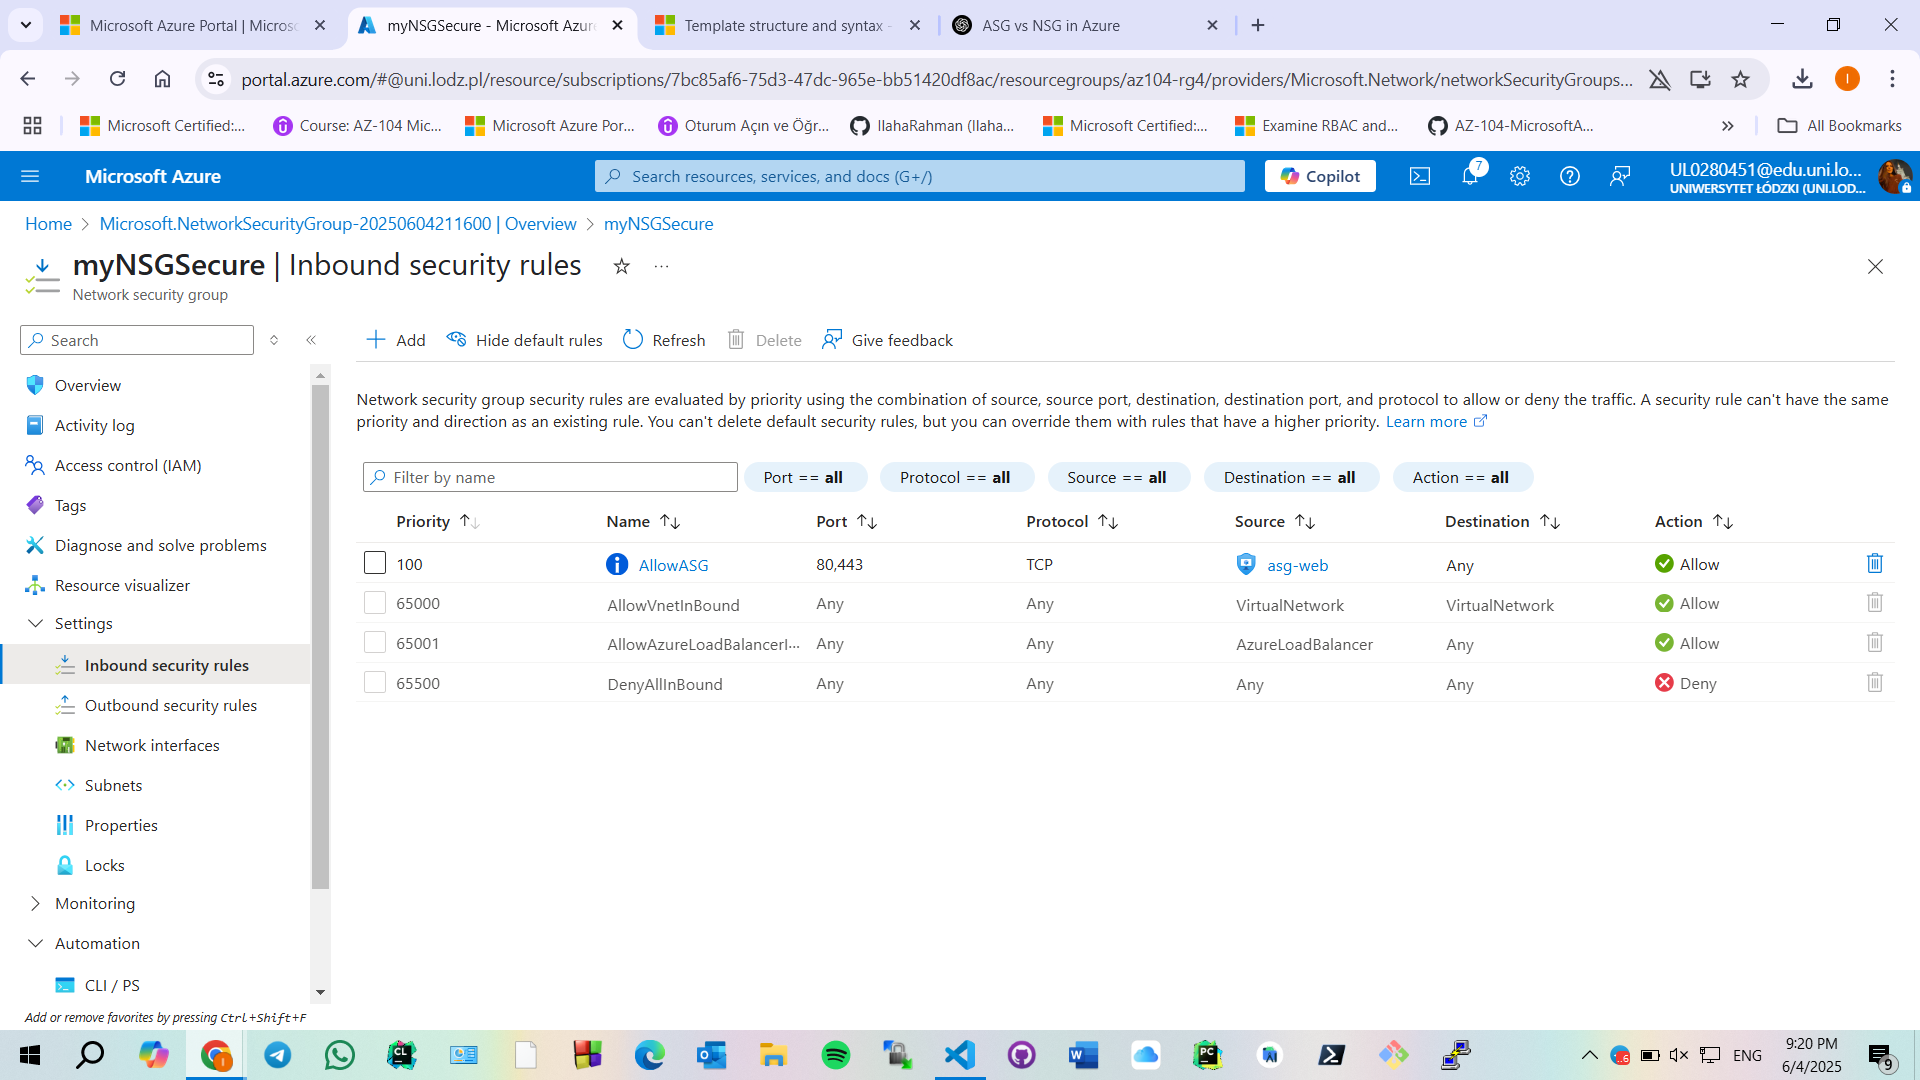 Microsoft Azure Portal | Microso
myNSGSecure - Microsoft Azure
Template structure and syntax -
ASG vs NSG in Azure
portal.azure.com/#@uni.lodz.pl/resource/subscriptions/7bc85af6-75d3-47dc-965e-bb51420df8ac/resourcegroups/az104-rg4/providers/Microsoft.Network/networkSecurityGroups...
Microsoft Certified:...
Course: AZ-104 Mic...
Microsoft Azure Por...
Oturum Açın ve Öğr...
IlahaRahman (Ilaha...
Microsoft Certified:...
Examine RBAC and...
AZ-104-MicrosoftA...
All Bookmarks
Microsoft Azure
Search resources, services, and docs (G+/)
Copilot
7
UL0280451@edu.uni.lo...
UNIWERSYTET ŁÓDZKI (UNI.LOD...
Home > Microsoft.NetworkSecurityGroup-20250604211600 | Overview > myNSGSecure
myNSGSecure | Inbound security rules
Network security group
Search
Add
Hide default rules
Refresh
Delete
Give feedback
Overview
Activity log
Access control (IAM)
Tags
Diagnose and solve problems
Resource visualizer
Settings
Inbound security rules
Outbound security rules
Network interfaces
Subnets
Properties
Locks
Monitoring
Automation
CLI / PS
Add or remove favorites by pressing Ctrl+Shift+F
Network security group security rules are evaluated by priority using the combination of source, source port, destination, destination port, and protocol to allow or deny the traffic. A security rule can't have the same
priority and direction as an existing rule. You can't delete default security rules, but you can override them with rules that have a higher priority. Learn more
Filter by name
Port == all
Protocol == all
Source == all
Destination == all
Action == all
Priority Name Port Protocol Source Destination Action
100 AllowASG 80,443 TCP asg-web Any Allow
65000 AllowVnetInBound Any Any VirtualNetwork VirtualNetwork Allow
65001 AllowAzureLoadBalancerI... Any Any AzureLoadBalancer Any Allow
65500 DenyAllInBound Any Any Any Any Deny
ENG
9:20 PM
6/4/2025
9